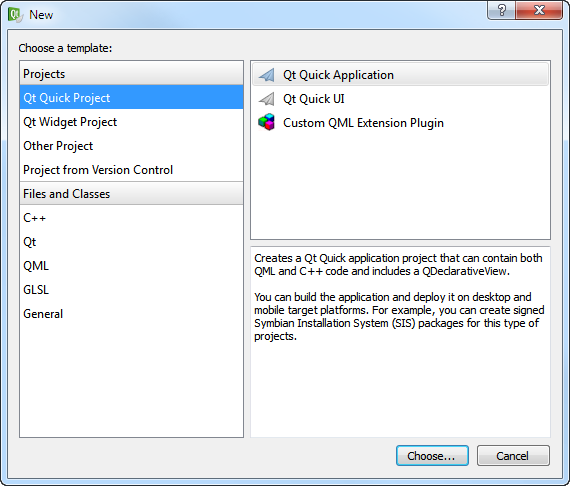 New
Choose a template:
Projects
Qt Quick Project
Qt Widget Project
Other Project
Project from Version Control
Files and Classes
C++
Qt
QML
GLSL
General
Qt Quick Application
Qt Quick UI
Custom QML Extension Plugin
Creates a Qt Quick application project that can contain both
QML and C++ code and includes a QDeclarativeView.
You can build the application and deploy it on desktop and
mobile target platforms. For example, you can create signed
Symbian Installation System (SIS) packages for this type of
projects.
Choose...
Cancel